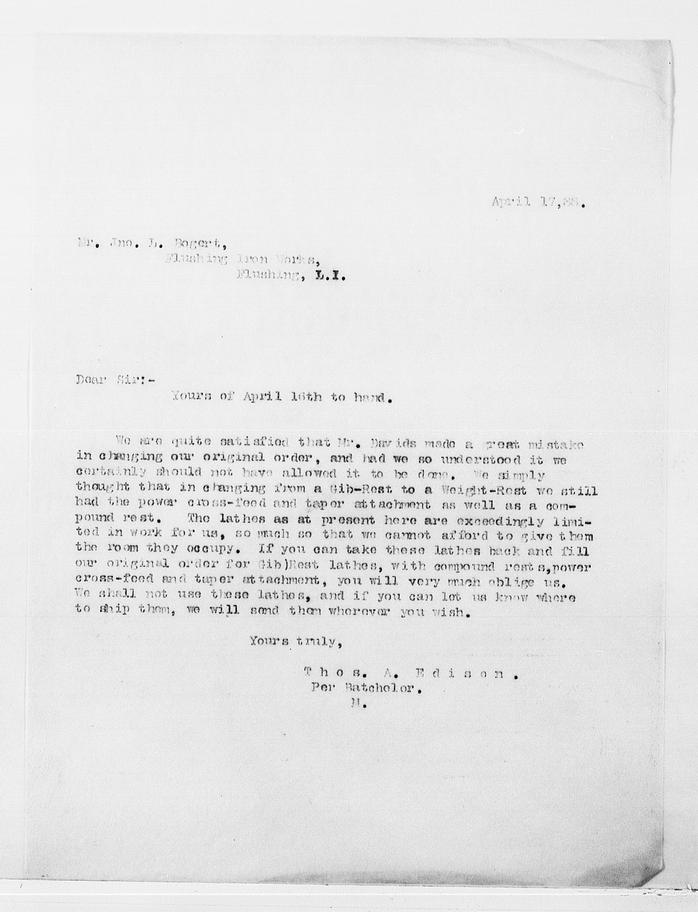 April 17,88.
Mr. Jno. L. Bogert,
Flushing Iron Works,
Flushing, L.I.
Dear Sir:-
Yours of April 16th to hand.
We are quite satisfied that Mr. Davids made a great mistake
in changing our original order, and had we so understood it we
certainly should not have allowed it to be done. We simply
thought that in changing from a Gib-Rest to a Weight-Rest we still
had the power cross-feed and taper attachment as well as a com-
pound rest. The lathes as at present here are exceedingly limi-
ted in work for us, so much so that we cannot afford to give them
the room they occupy. If you can take these lathes back and fill
our original order for Gib)Rest lathes, with compound rests,power
cross-feed and taper attachment, you will very much oblige us.
We shall not use these lathes, and if you can let us know where
to ship them, we will send them wherever you wish.
Yours truly,
T h o s. A. E d i s o n .
Per Batchelor.
M.